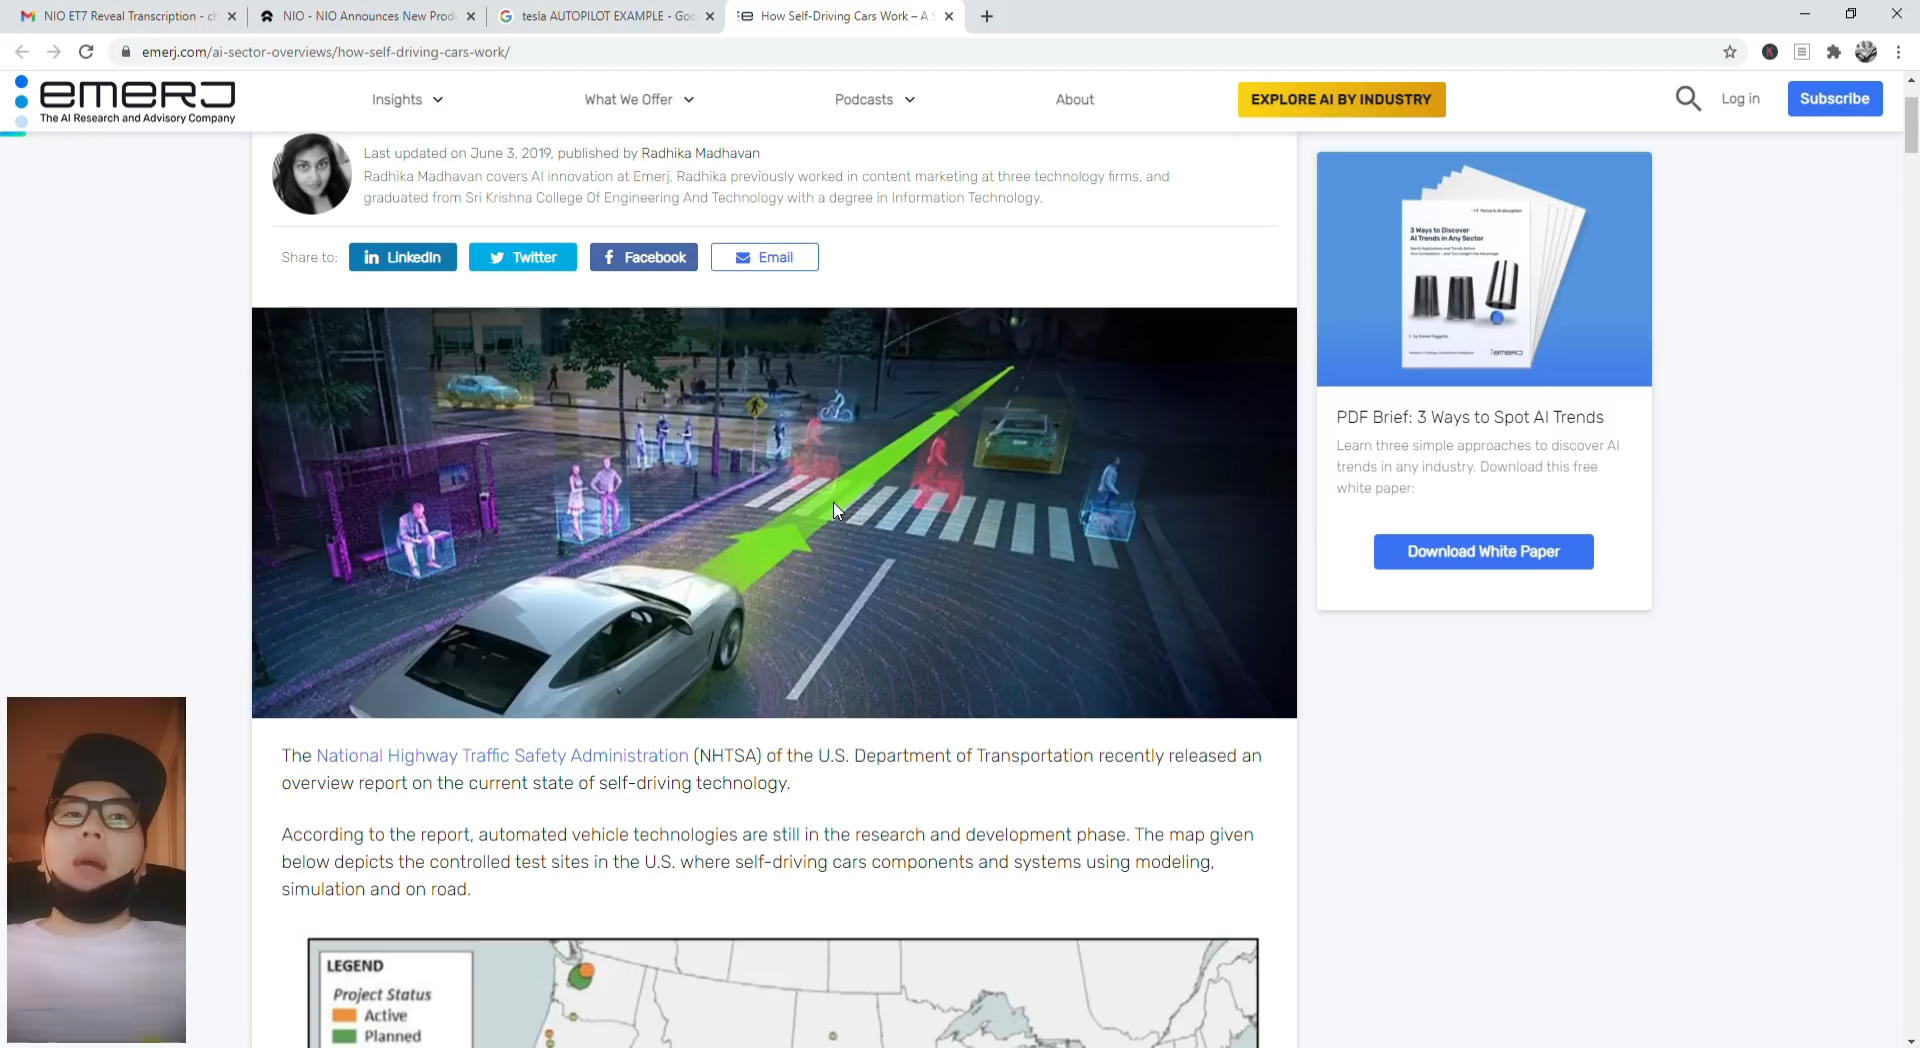 NIO ET7 Reveal Transcription - c
NIO - NIO Announces New Prod
tesla AUTOPILOT EXAMPLE - Goo
How Self-Driving Cars Work – A S
emerj.com/ai-sector-overviews/how-self-driving-cars-work/
emerj
The AI Research and Advisory Company
Insights
What We Offer
Podcasts
About
EXPLORE AI BY INDUSTRY
Log in
Subscribe
Last updated on June 3, 2019, published by Radhika Madhavan
Radhika Madhavan covers AI innovation at Emerj. Radhika previously worked in content marketing at three technology firms, and
graduated from Sri Krishna College Of Engineering And Technology with a degree in Information Technology.
Share to:
LinkedIn
Twitter
Facebook
Email
3 Ways to Discover
AI Trends in Any Sector
emerj
PDF Brief: 3 Ways to Spot AI Trends
Learn three simple approaches to discover AI
trends in any industry. Download this free
white paper:
Download White Paper
The National Highway Traffic Safety Administration (NHTSA) of the U.S. Department of Transportation recently released an
overview report on the current state of self-driving technology.
According to the report, automated vehicle technologies are still in the research and development phase. The map given
below depicts the controlled test sites in the U.S. where self-driving cars components and systems using modeling,
simulation and on road.
LEGEND
Project Status
Active
Planned